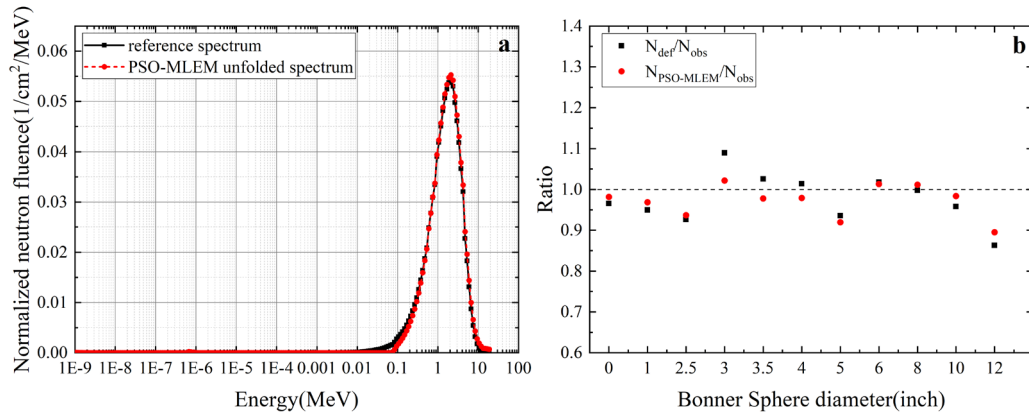 a
reference spectrum
PSO-MLEM unfolded spectrum
Normalized neutron fluence(1/cm²/MeV)
0.06
0.05
0.04
0.03
0.02
0.01
0.00
1E-9 1E-8 1E-7 1E-6 1E-5 1E-4 0.001 0.01 0.1 1 10 100
Energy(MeV)
b
N_def/N_obs
N_PSO-MLEM/N_obs
Ratio
1.4
1.3
1.2
1.1
1.0
0.9
0.8
0.7
0.6
0 1 2.5 3 3.5 4 5 6 8 10 12
Bonner Sphere diameter(inch)